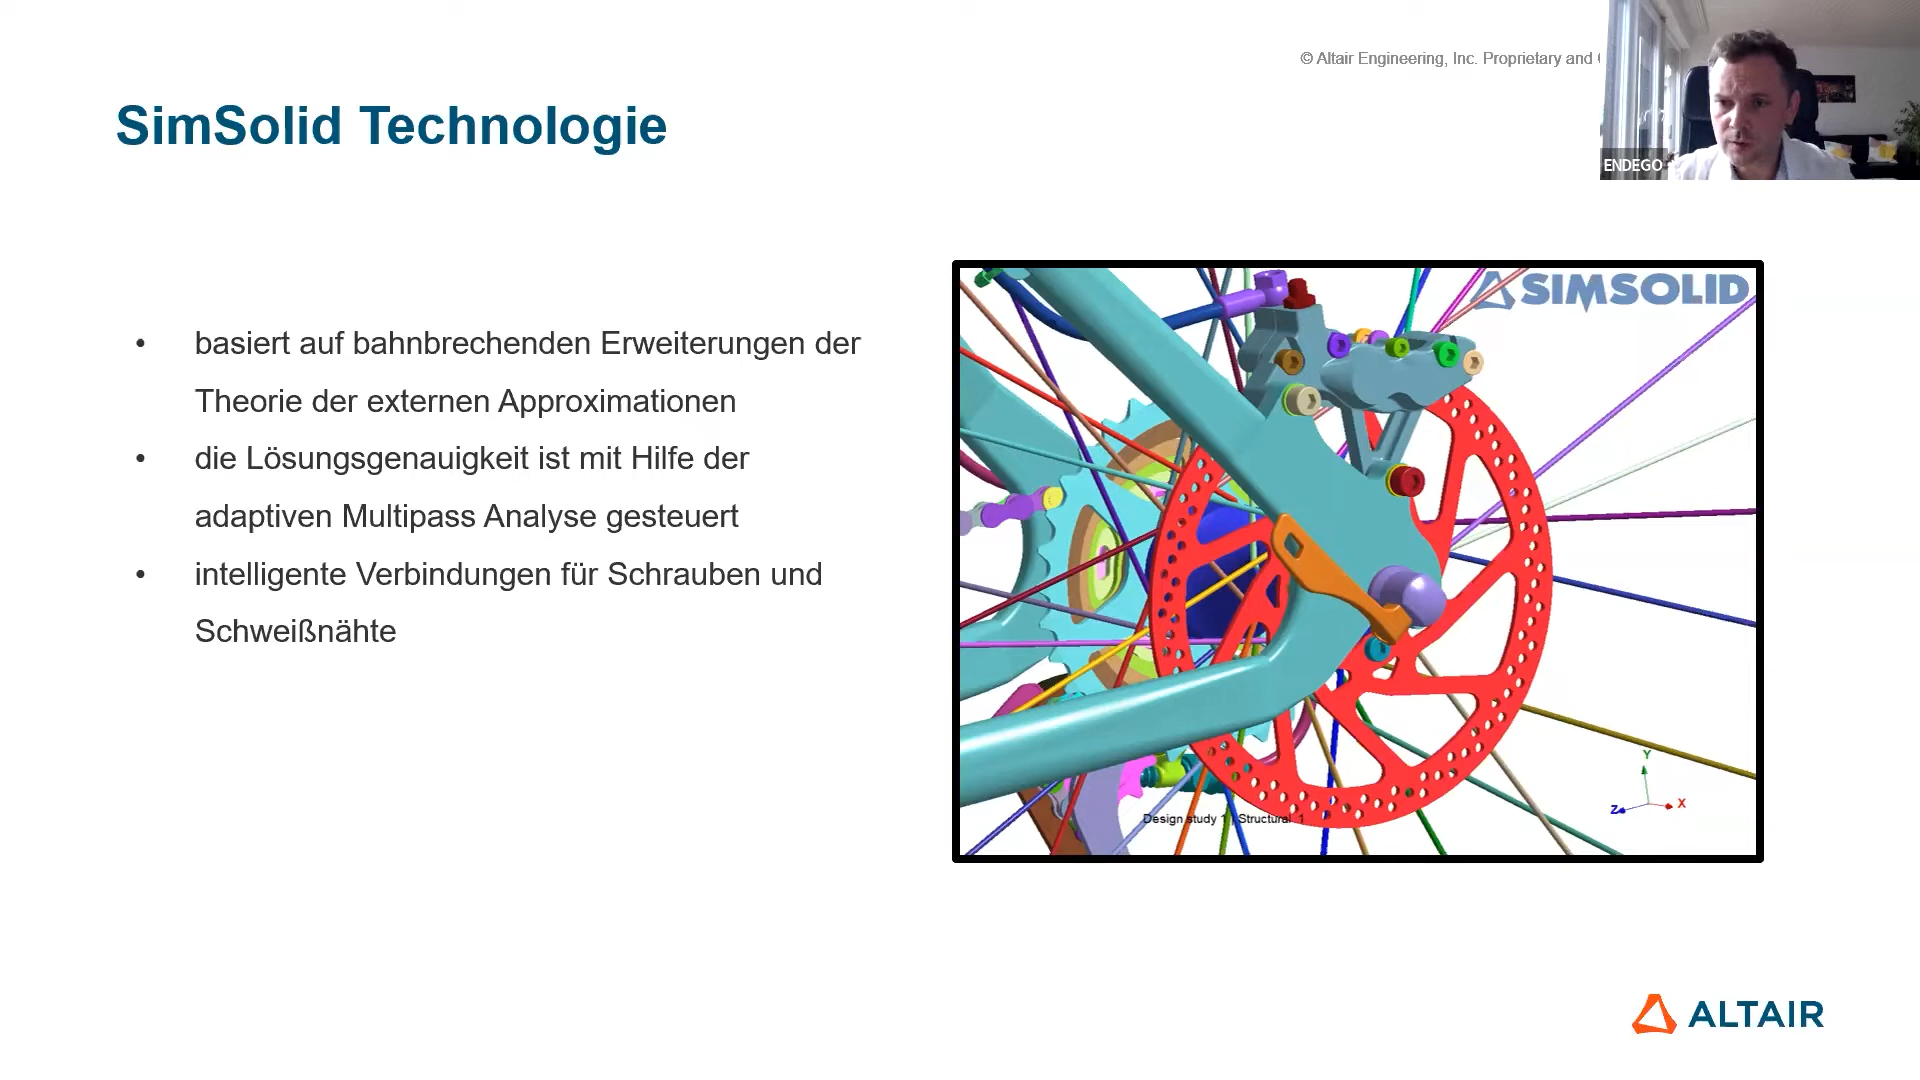 © Altair Engineering, Inc. Proprietary and
SimSolid Technologie
ENDEGO
• basiert auf bahnbrechenden Erweiterungen der
Theorie der externen Approximationen
• die Lösungsgenauigkeit ist mit Hilfe der
adaptiven Multipass Analyse gesteuert
• intelligente Verbindungen für Schrauben und
Schweißnähte
SIMSOLID
Y
Z
X
Design study 1 | Structural 1
ALTAIR